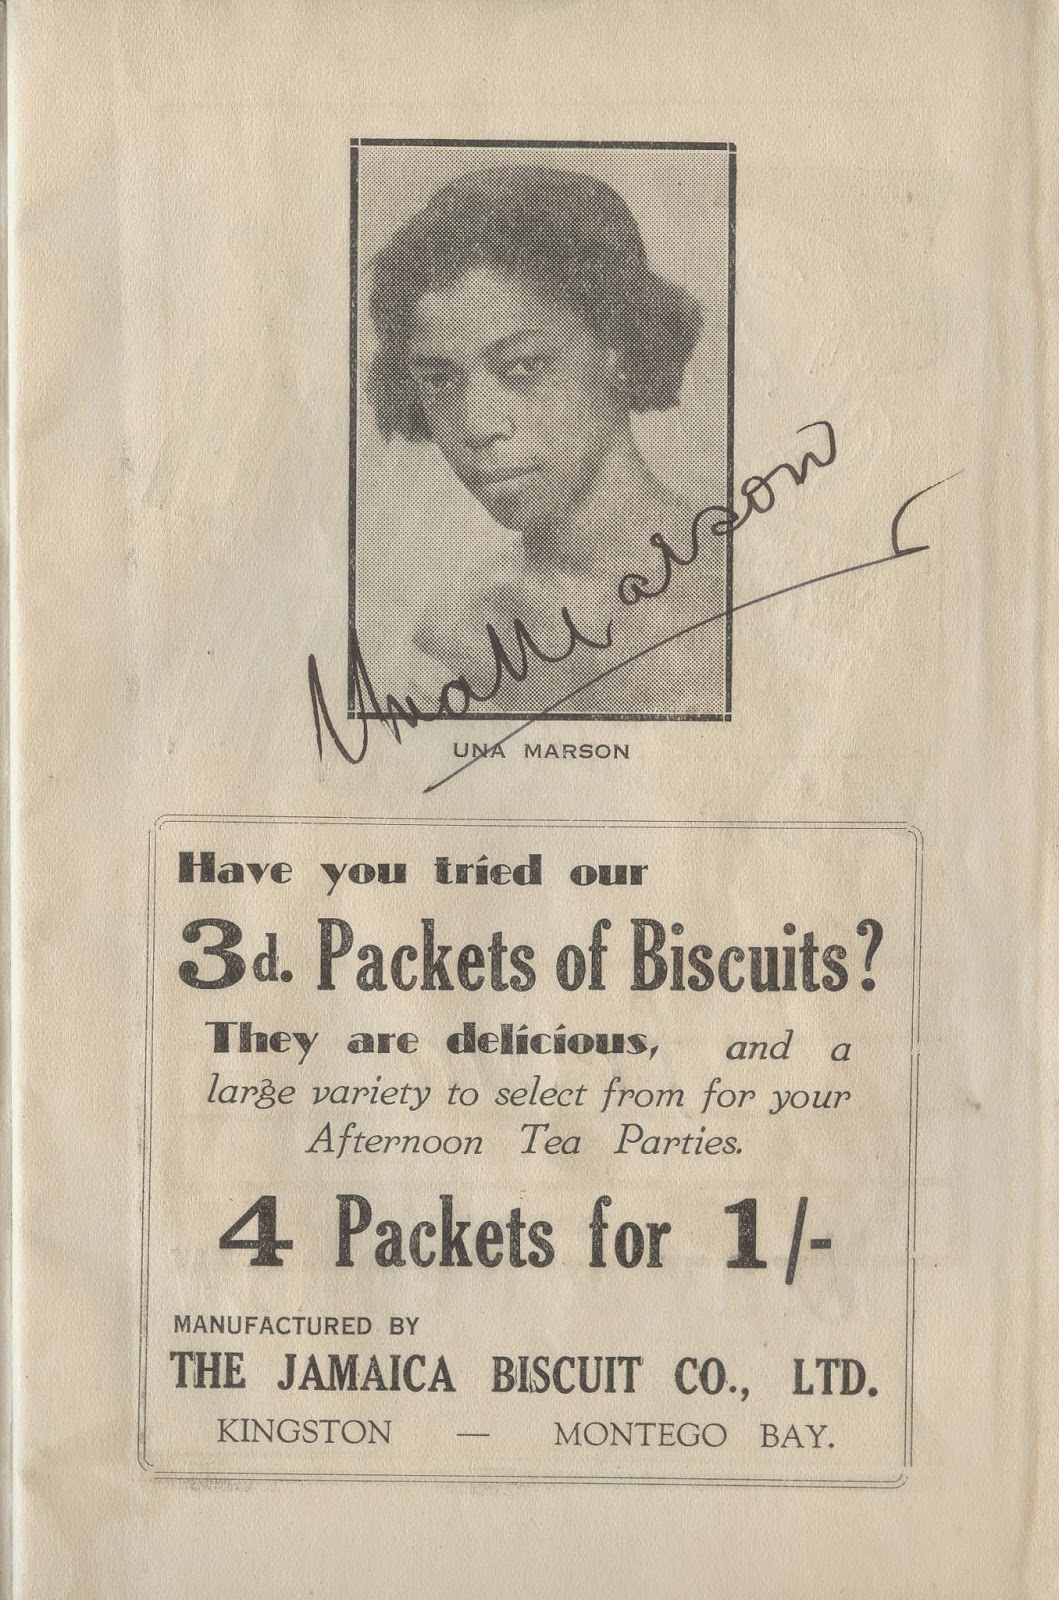 Una Marson
UNA MARSON
Have you tried our
3d. Packets of Biscuits?
They are delicious, and a
large variety to select from for your
Afternoon Tea Parties.
4 Packets for 1/-
MANUFACTURED BY
THE JAMAICA BISCUIT CO., LTD.
KINGSTON — MONTEGO BAY.